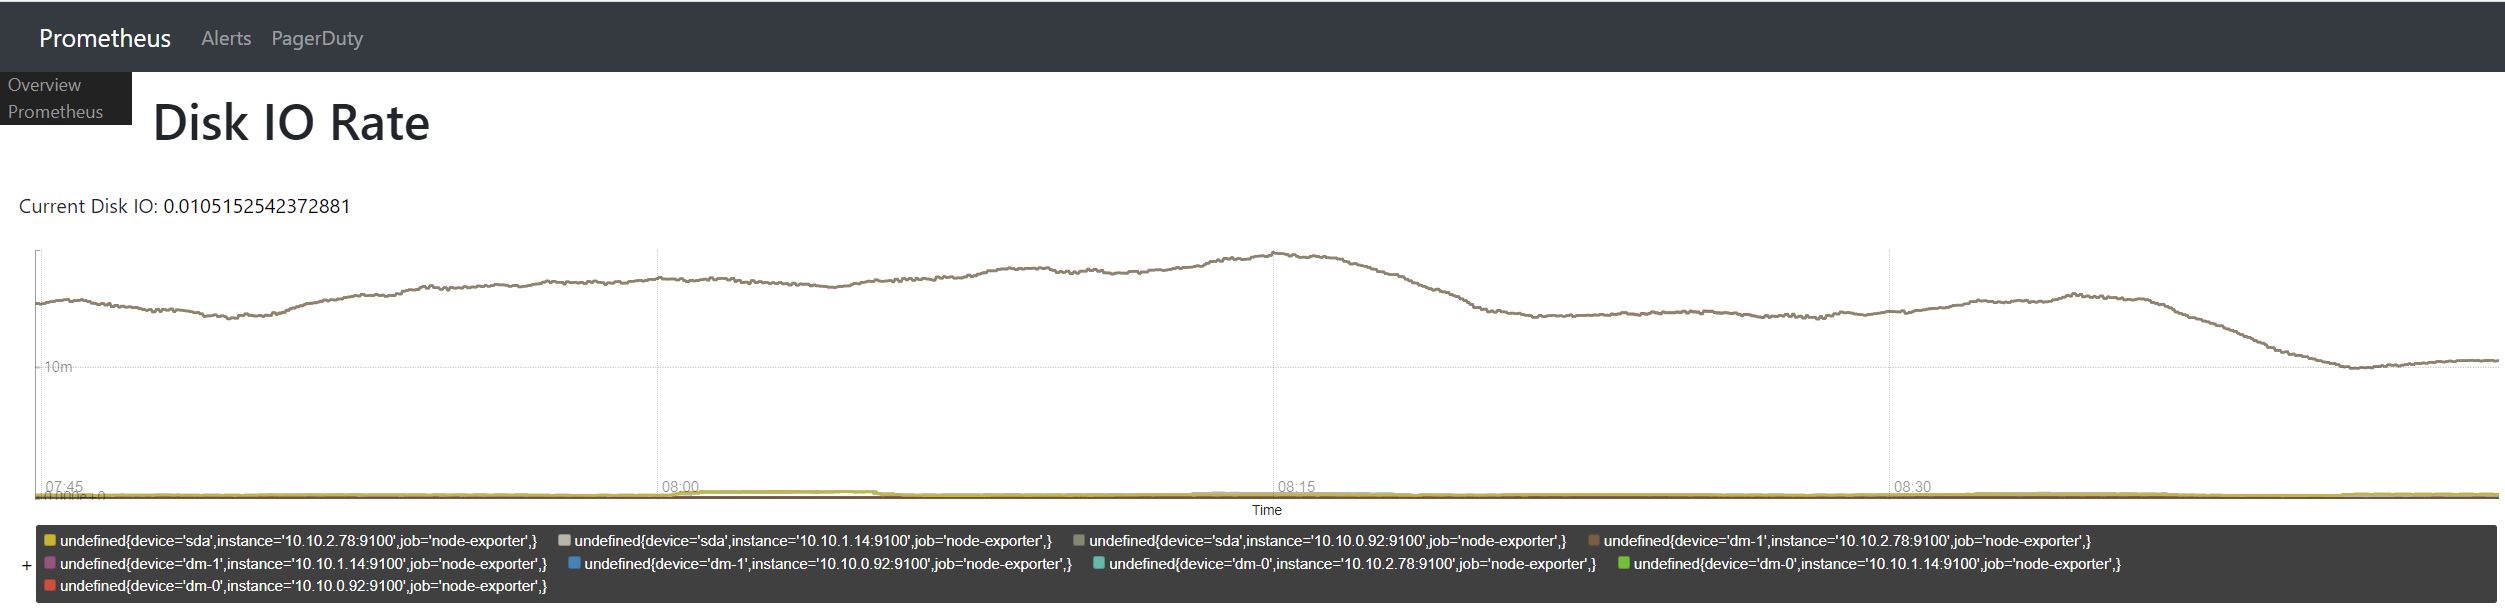 Prometheus Alerts PagerDuty
Overview
Prometheus
Disk IO Rate
Current Disk IO: 0.0105152542372881
10m
07:45 08:00 08:15 08:30
0.000e+0
Time
undefined{device='sda',instance='10.10.2.78:9100',job='node-exporter',} undefined{device='sda',instance='10.10.1.14:9100',job='node-exporter',} undefined{device='sda',instance='10.10.0.92:9100',job='node-exporter',} undefined{device='dm-1',instance='10.10.2.78:9100',job='node-exporter',}
+ undefined{device='dm-1',instance='10.10.1.14:9100',job='node-exporter',} undefined{device='dm-1',instance='10.10.0.92:9100',job='node-exporter',} undefined{device='dm-0',instance='10.10.2.78:9100',job='node-exporter',} undefined{device='dm-0',instance='10.10.1.14:9100',job='node-exporter',}
undefined{device='dm-0',instance='10.10.0.92:9100',job='node-exporter',}